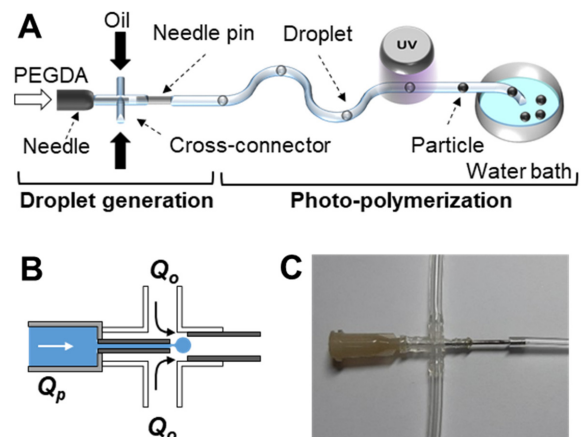 A
Oil
Needle pin
Droplet
UV
PEGDA
Needle
Cross-connector
Particle
Water bath
Droplet generation
Photo-polymerization
B
Qo
Qp
Qo
C